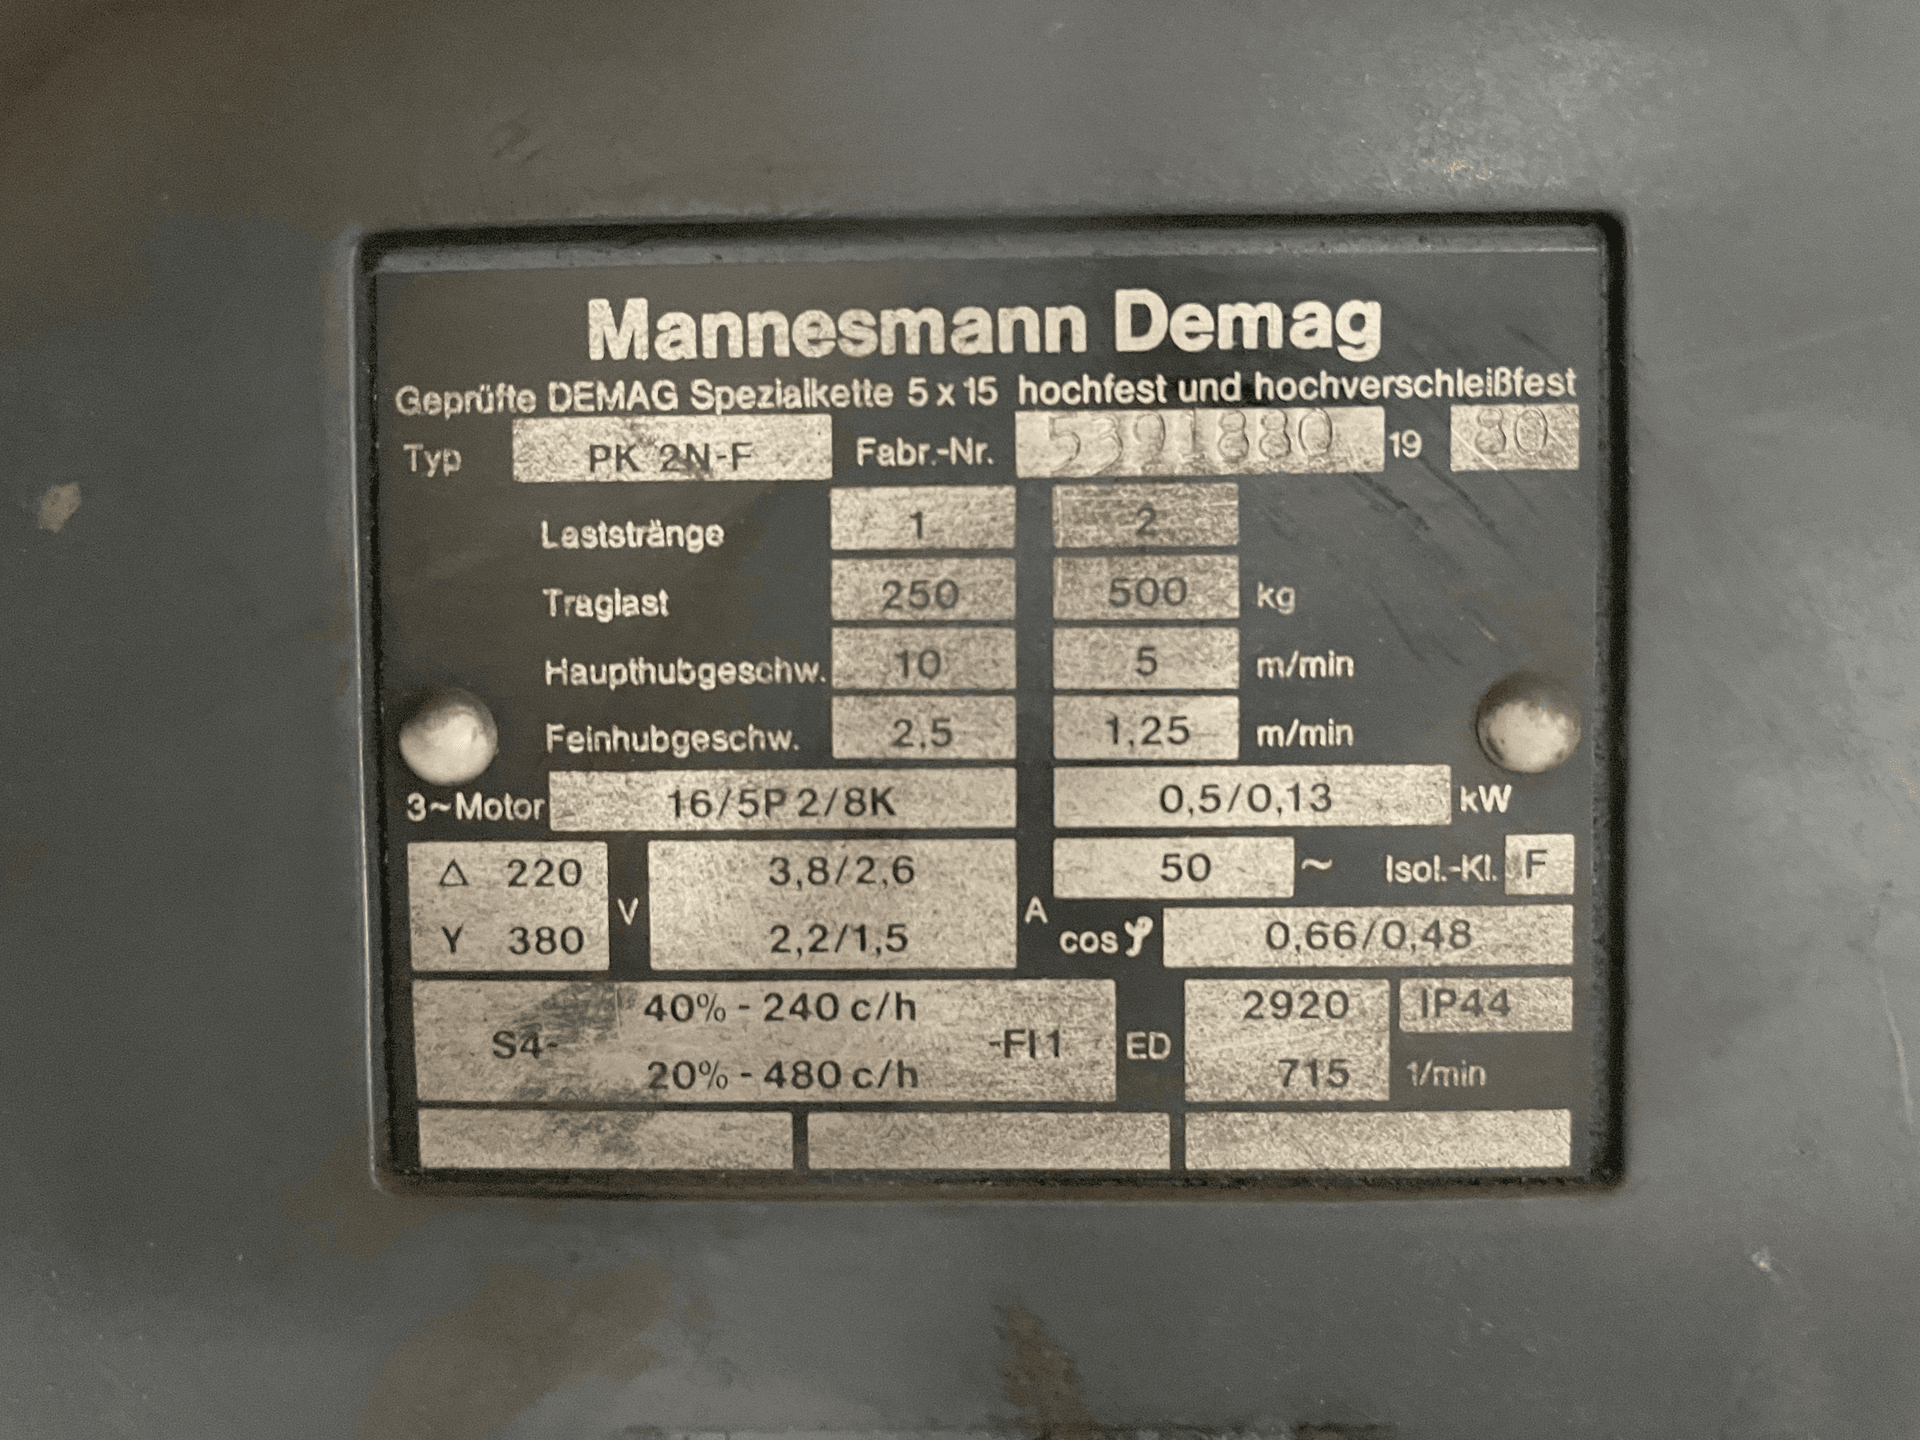 Mannesmann Demag
Geprüfte DEMAG Spezialkette 5 x 15 hochfest und hochverschleißfest
Typ PK 2N-F Fabr.-Nr. 5391880 19 80
Laststränge 1 2
Traglast 250 500 kg
Haupthubgeschw. 10 5 m/min
Feinhubgeschw. 2,5 1,25 m/min
3~Motor 16/5P 2/8K 0,5/0,13 kW
Δ 220 V 3,8/2,6 A 50 ~ Isol.-Kl. F
Y 380 2,2/1,5 cos φ 0,66/0,48
S4- 40% - 240 c/h -FI1 ED 2920 IP44
20% - 480 c/h 715 1/min